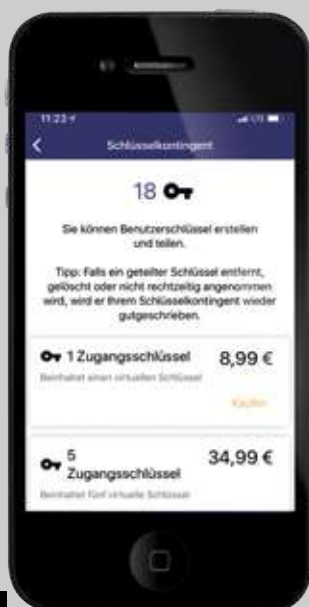 11:23
LTE
Schlüsselkontingent
18
Sie können Benutzerschlüssel erstellen
und teilen.
Tipp: Falls ein geteilter Schlüssel entfernt,
gelöscht oder nicht rechtzeitig angenommen
wird, wird er Ihrem Schlüsselkontingent wieder
gutgeschrieben.
1 Zugangsschlüssel 8,99 €
Beinhaltet einen virtuellen Schlüssel
Kaufen
5 34,99 €
Zugangsschlüssel
Beinhaltet fünf virtuelle Schlüssel